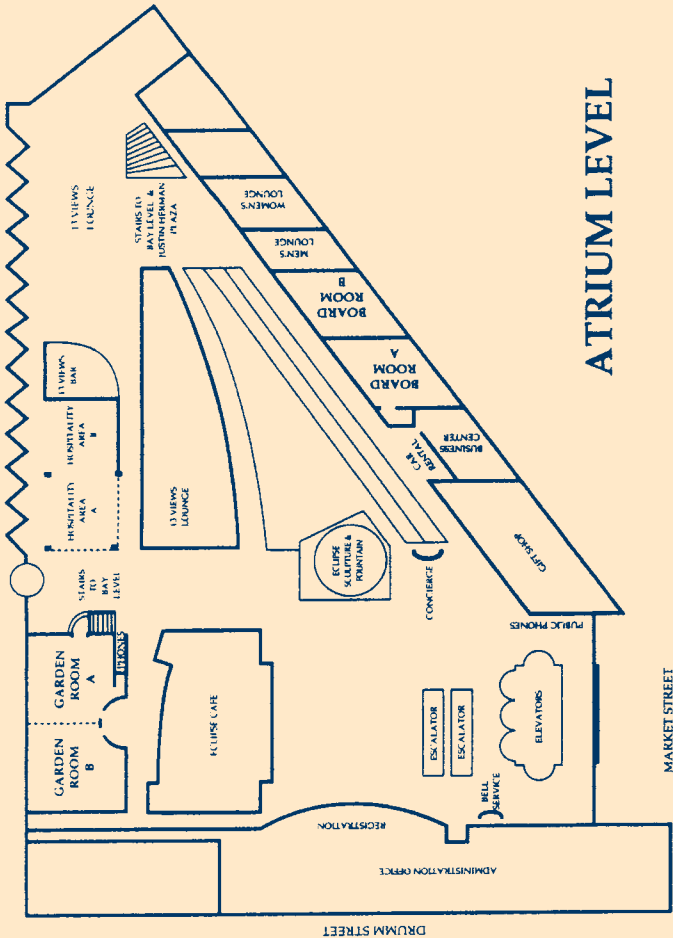 ATRIUM LEVEL
13 VIEWS
LOUNGE
STAIRS TO
BAY LEVEL &
JUSTIN HERMAN
PLAZA
WOMEN'S
LOUNGE
MEN'S
LOUNGE
BOARD
ROOM
B
BOARD
ROOM
A
BUSINESS
CENTER
CAR
RENTAL
GIFT SHOP
PUBLIC PHONES
CONCIERGE
ECLIPSE
SCULPTURE &
FOUNTAIN
13 VIEWS
LOUNGE
13 VIEWS
BAR
HOSPITALITY
AREA
B
HOSPITALITY
AREA
A
STAIRS
TO
BAY
LEVEL
PHONES
GARDEN
ROOM
A
GARDEN
ROOM
B
ECLIPSE CAFE
ESCALATOR
ESCALATOR
ELEVATORS
BELL
SERVICE
REGISTRATION
ADMINISTRATION OFFICE
DRUMM STREET
MARKET STREET